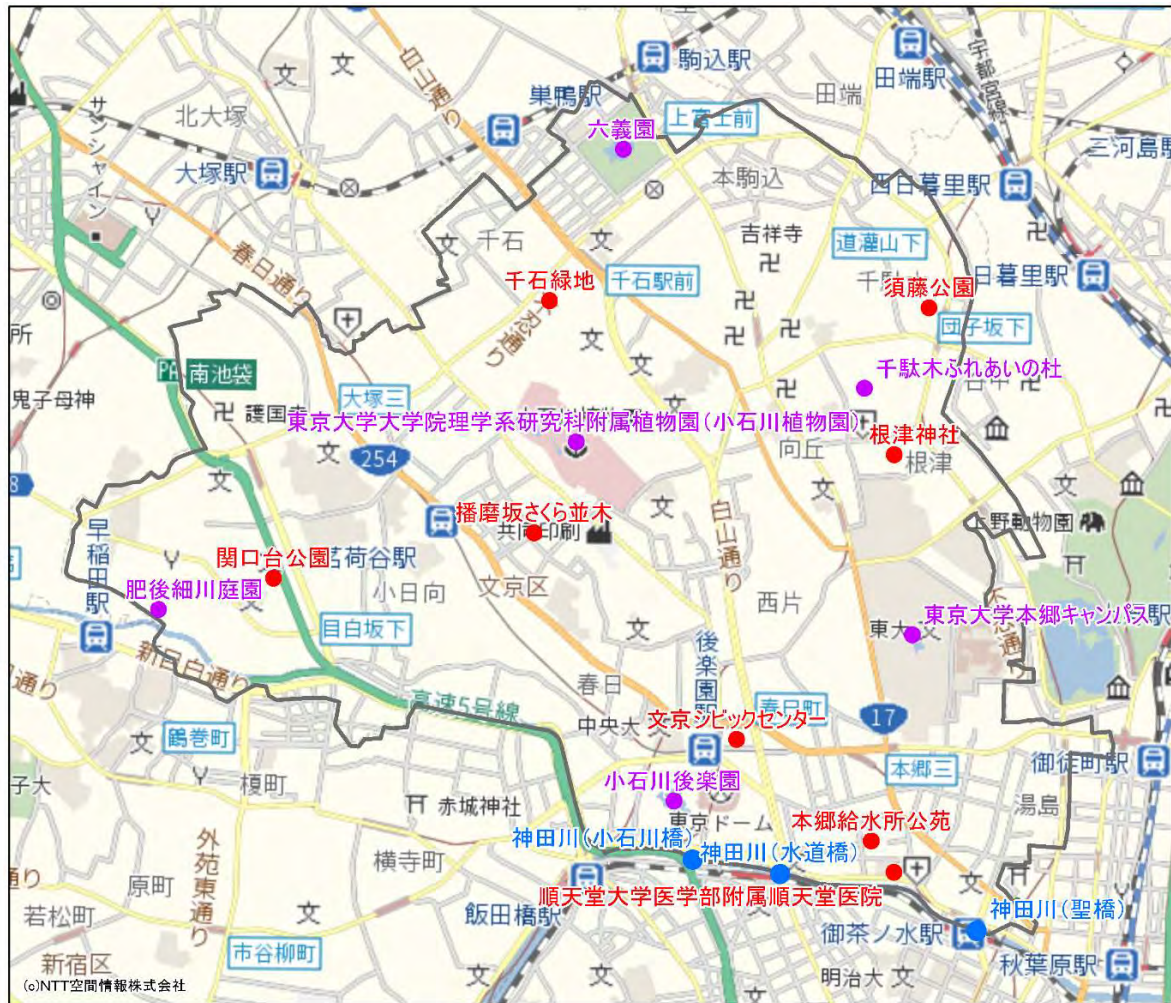 駒込駅
田端駅
宇都宮線
白山通り
巣鴨駅
田端
北大塚
六義園
上富士前
三河島駅
サンシャイン
大塚駅
本駒込
西日暮里駅
千石
吉祥寺
道灌山下
春日通り
千石緑地
千石駅前
日暮里駅
須藤公園
団子坂下
不忍通り
南池袋
鬼子母神
大塚三
千駄木ふれあいの杜
護国寺
東京大学大学院理学系研究科附属植物園(小石川植物園)
254
向丘
根津神社
根津
播磨坂さくら並木
共同印刷
白山通り
上野動物園
早稲田駅
関口台公園
茗荷谷駅
小日向
文京区
西片
肥後細川庭園
目白坂下
東大
東京大学本郷キャンパス
不忍通り
新目白通り
後楽園駅
春日
高速5号線
中央大
春日町
17
文京シビックセンター
鶴巻町
本郷三
御徒町駅
榎町
小石川後楽園
湯島
赤城神社
東京ドーム
本郷給水所公苑
外苑東通り
神田川(小石川橋)
神田川(水道橋)
横寺町
原町
順天堂大学医学部附属順天堂医院
若松町
飯田橋駅
神田川(聖橋)
市谷柳町
御茶ノ水駅
新宿区
明治大
秋葉原駅
(c)NTT空間情報株式会社